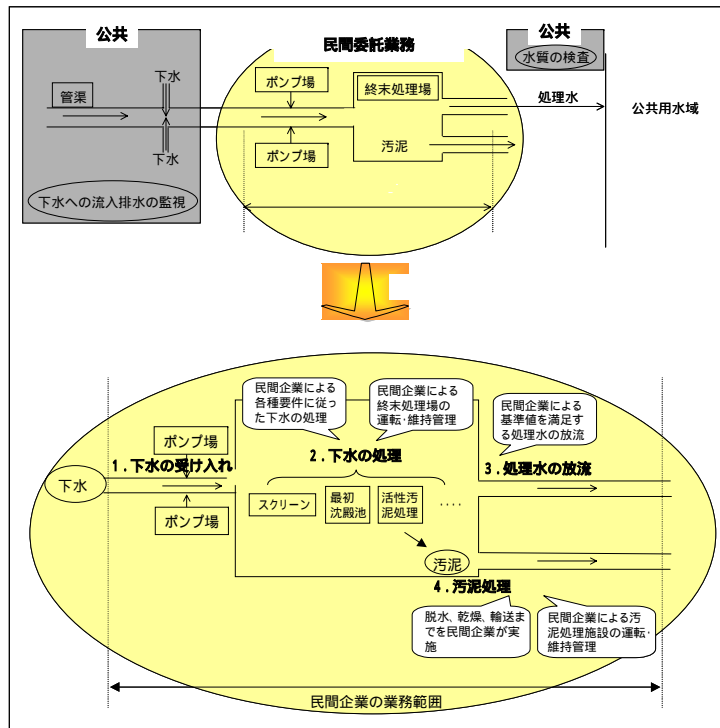 公共
民間委託業務
公共
水質の検査
下水
ポンプ場
管渠
終末処理場
処理水
公共用水域
下水
ポンプ場
汚泥
下水への流入排水の監視
民間企業による
各種要件に従っ
た下水の処理
民間企業による
終末処理場の
運転・維持管理
民間企業による
基準値を満足す
る処理水の放流
ポンプ場
1．下水の受け入れ
2．下水の処理
3．処理水の放流
下水
ポンプ場
スクリーン
最初
沈殿池
活性汚
泥処理
....
汚泥
4．汚泥処理
脱水、乾燥、輸送ま
でを民間企業が実
施
民間企業による汚
泥処理施設の運転・
維持管理
民間企業の業務範囲